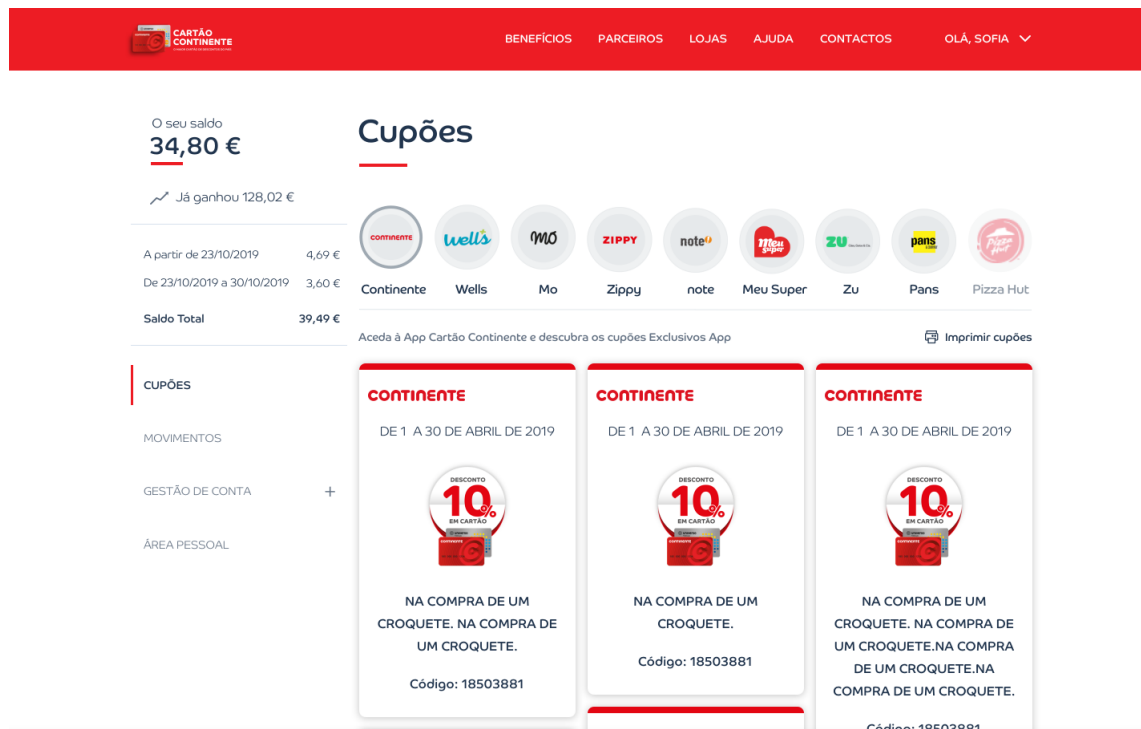 CARTÃO
CONTINENTE
BENEFÍCIOS PARCEIROS LOJAS AJUDA CONTACTOS OLÁ, SOFIA
O seu saldo
34,80 €
Já ganhou 128,02 €
A partir de 23/10/2019 4,69 €
De 23/10/2019 a 30/10/2019 3,60 €
Saldo Total 39,49 €
CUPÕES
MOVIMENTOS
GESTÃO DE CONTA +
ÁREA PESSOAL
Cupões
CONTINENTE wells MO ZIPPY note Meu super ZU pans Pizza Hut
Continente Wells Mo Zippy note Meu Super Zu Pans Pizza Hut
Aceda à App Cartão Continente e descubra os cupões Exclusivos App Imprimir cupões
CONTINENTE
DE 1 A 30 DE ABRIL DE 2019
DESCONTO
10%
EM CARTÃO
CONTINENTE
NA COMPRA DE UM
CROQUETE. NA COMPRA DE
UM CROQUETE.
Código: 18503881
CONTINENTE
DE 1 A 30 DE ABRIL DE 2019
DESCONTO
10%
EM CARTÃO
CONTINENTE
NA COMPRA DE UM
CROQUETE.
Código: 18503881
CONTINENTE
DE 1 A 30 DE ABRIL DE 2019
DESCONTO
10%
EM CARTÃO
CONTINENTE
NA COMPRA DE UM
CROQUETE. NA COMPRA DE
UM CROQUETE.NA COMPRA
DE UM CROQUETE.NA
COMPRA DE UM CROQUETE.
Código: 18503881